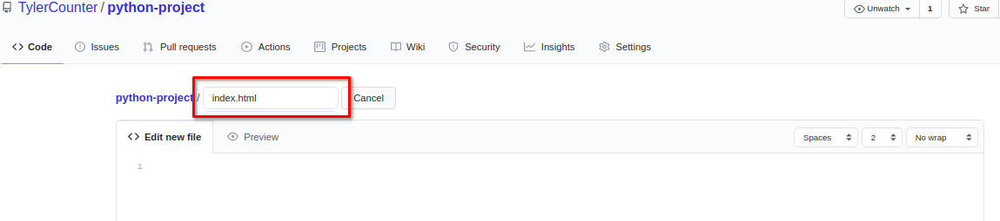 TylerCounter / python-project Unwatch 1 Star
Code Issues Pull requests Actions Projects Wiki Security Insights Settings
python-project / index.html Cancel
Edit new file Preview Spaces 2 No wrap
1